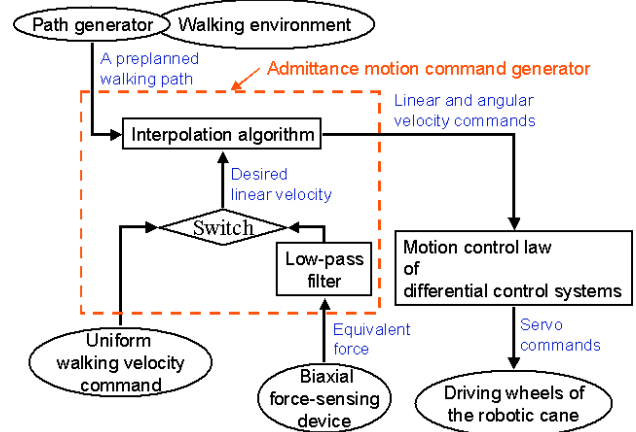 Path generator
Walking environment
A preplanned
walking path
Admittance motion command generator
Linear and angular
velocity commands
Interpolation algorithm
Desired
linear velocity
Switch
Low-pass
filter
Motion control law
of
differential control systems
Uniform
walking velocity
command
Equivalent
force
Servo
commands
Biaxial
force-sensing
device
Driving wheels of
the robotic cane